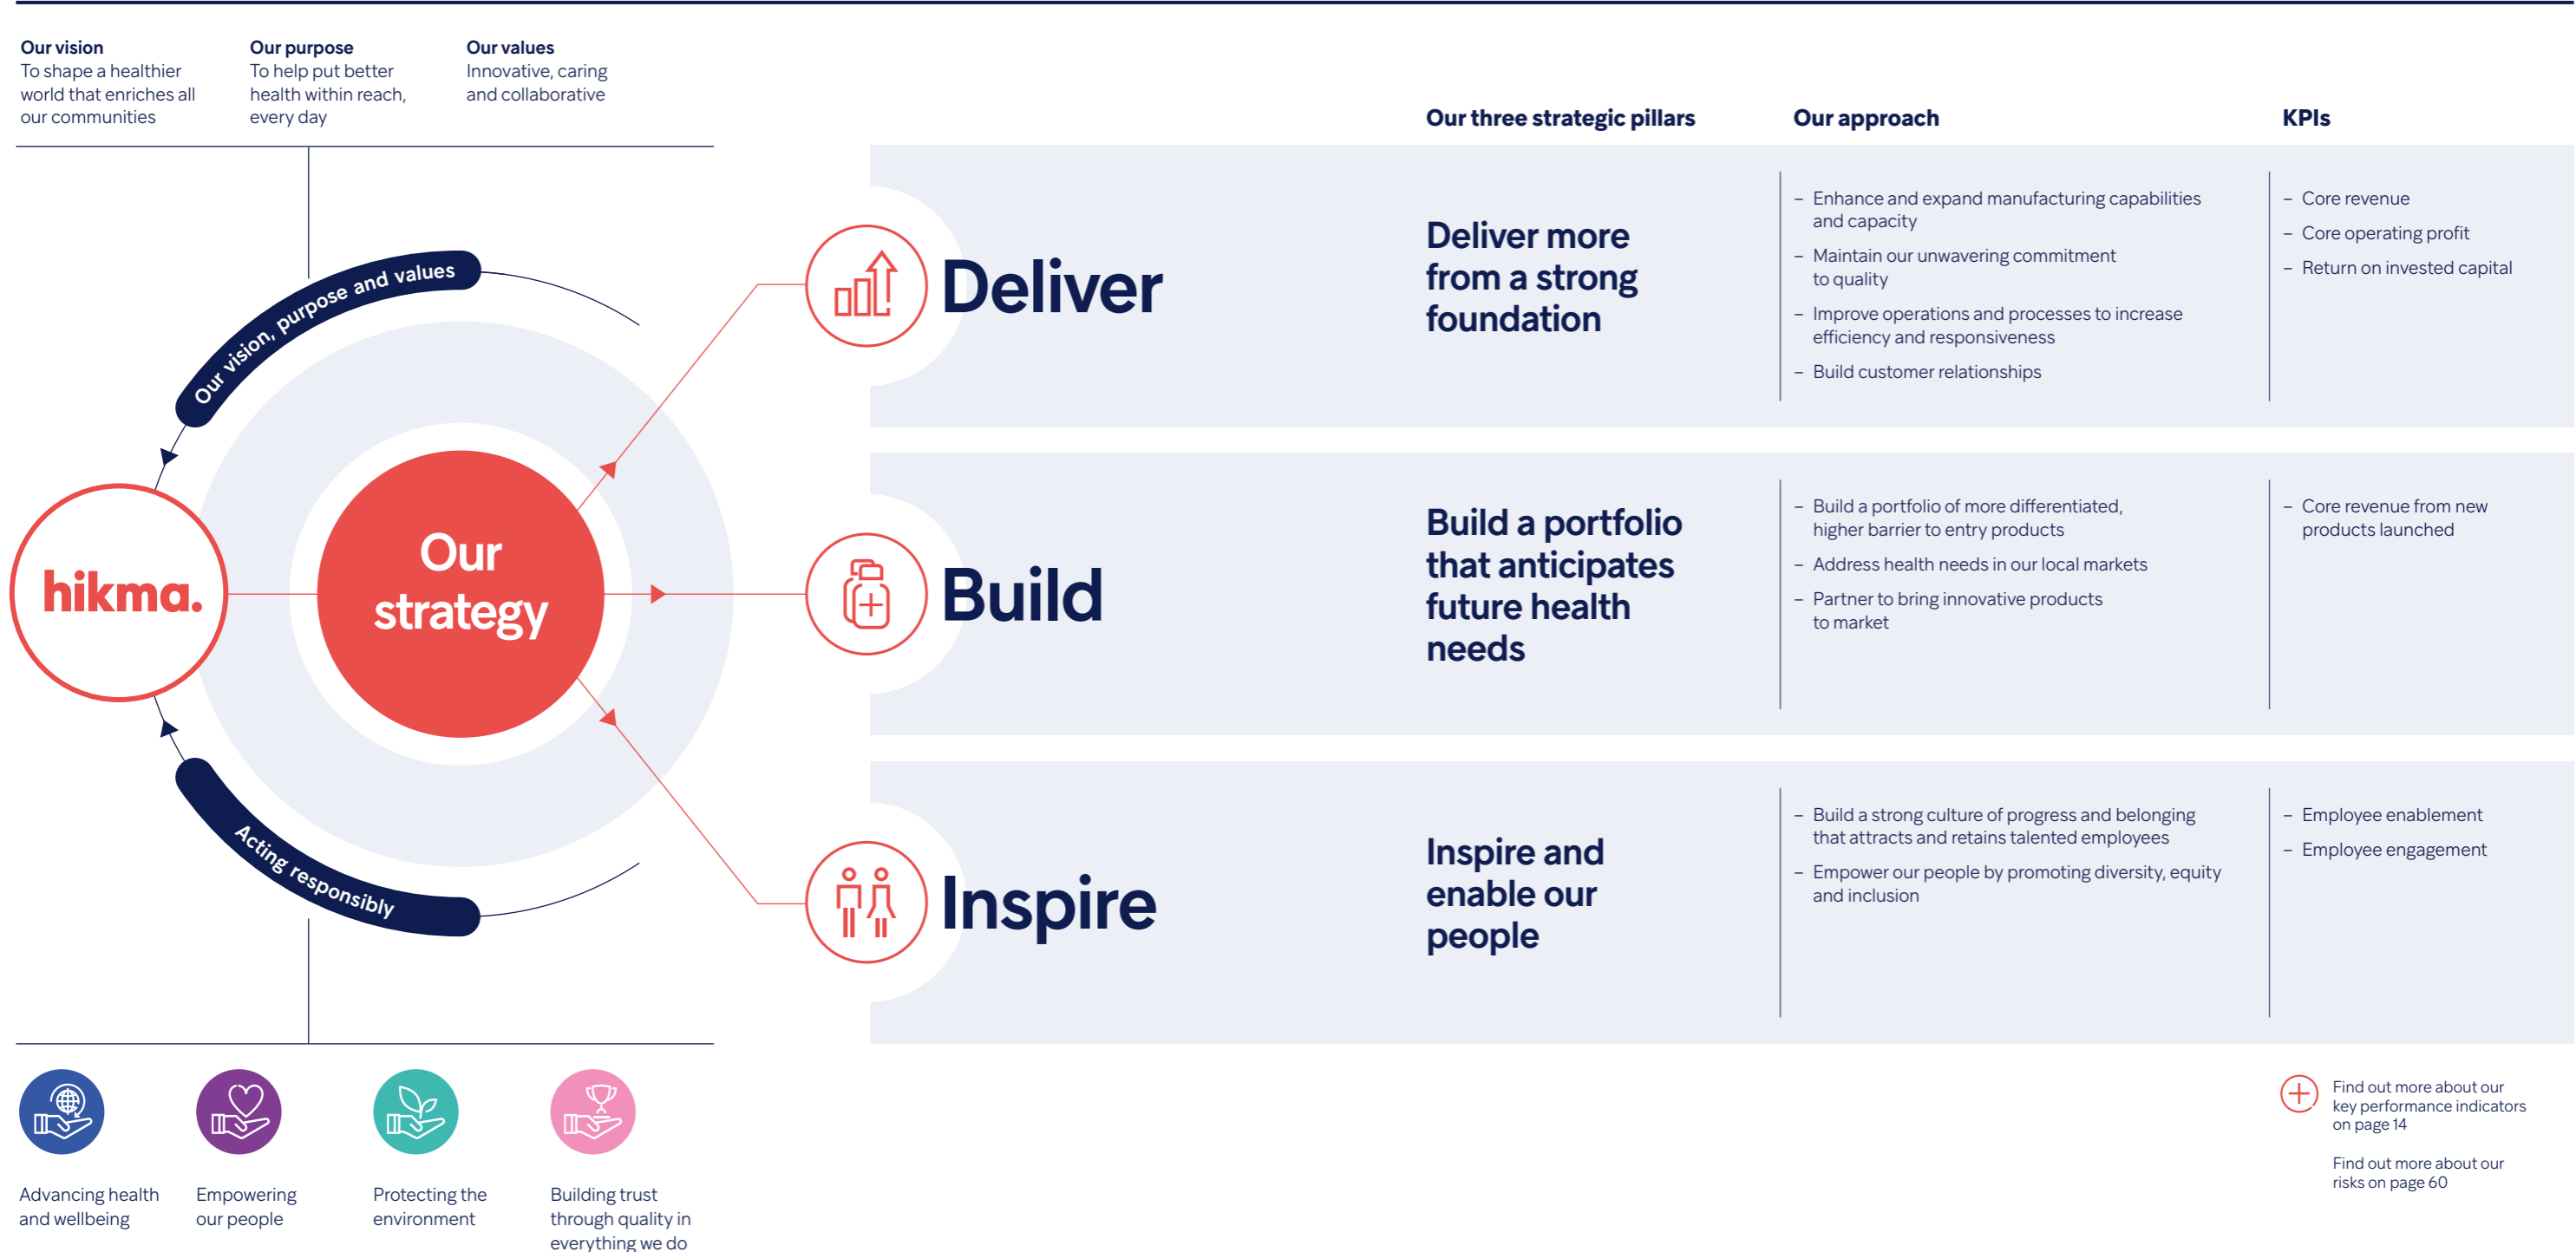 Our vision
To shape a healthier
world that enriches all
our communities
Our purpose
To help put better
health within reach,
every day
Our values
Innovative, caring
and collaborative
Our vision, purpose and values
hikma.
Our
strategy
Acting responsibly
Advancing health
and wellbeing
Empowering
our people
Protecting the
environment
Building trust
through quality in
everything we do
Our three strategic pillars
Our approach
KPIs
Deliver
Deliver more
from a strong
foundation
– Enhance and expand manufacturing capabilities
and capacity
– Maintain our unwavering commitment
to quality
– Improve operations and processes to increase
efficiency and responsiveness
– Build customer relationships
– Core revenue
– Core operating profit
– Return on invested capital
Build
Build a portfolio
that anticipates
future health
needs
– Build a portfolio of more differentiated,
higher barrier to entry products
– Address health needs in our local markets
– Partner to bring innovative products
to market
– Core revenue from new
products launched
Inspire
Inspire and
enable our
people
– Build a strong culture of progress and belonging
that attracts and retains talented employees
– Empower our people by promoting diversity, equity
and inclusion
– Employee enablement
– Employee engagement
Find out more about our
key performance indicators
on page 14
Find out more about our
risks on page 60